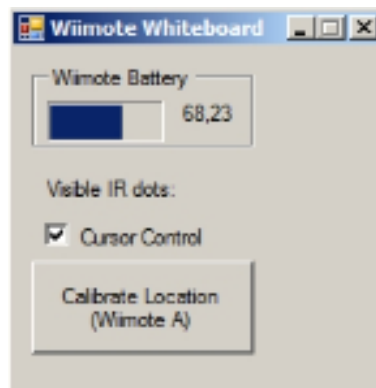 Wiimote Whiteboard
Wiimote Battery
68,23
Visible IR dots:
Cursor Control
Calibrate Location
(Wiimote A)